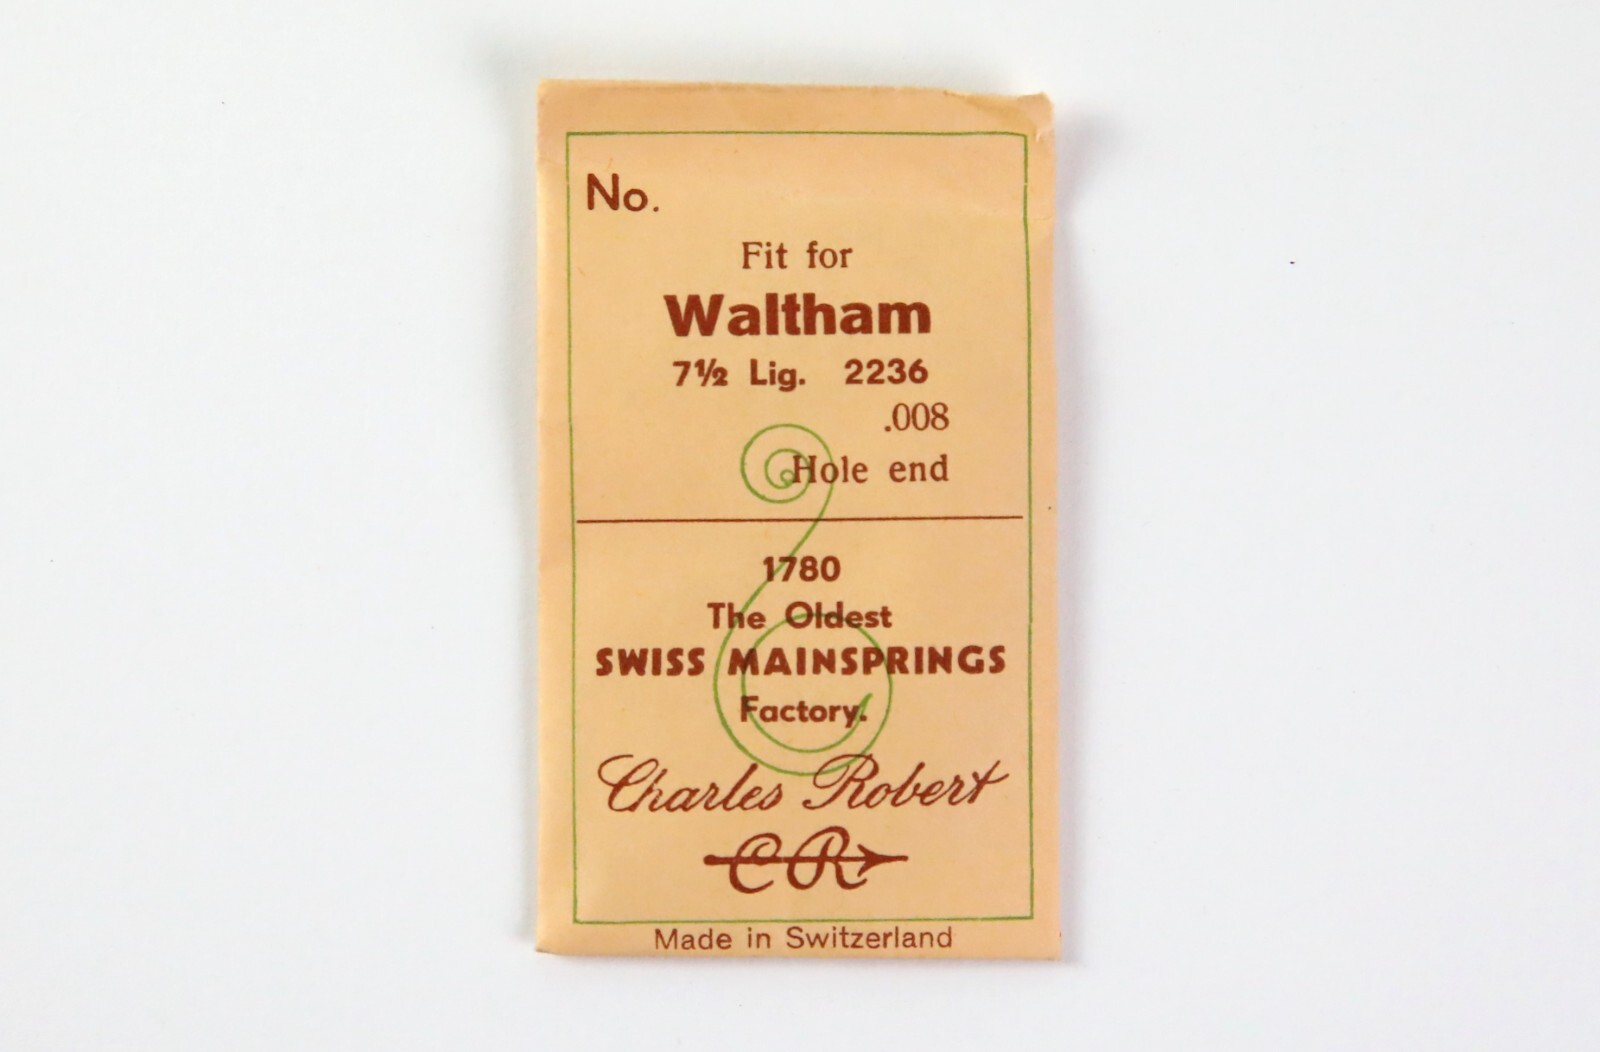 No.
Fit for
Waltham
7½ Lig. 2236
.008
Hole end
1780
The Oldest
SWISS MAINSPRINGS
Factory.
Charles Robert
CR
Made in Switzerland